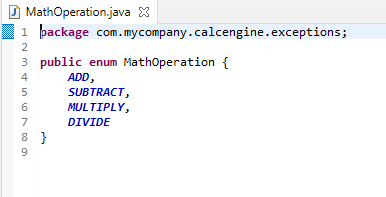 MathOperation.java
1 package com.mycompany.calcengine.exceptions;
2
3 public enum MathOperation {
4 ADD,
5 SUBTRACT,
6 MULTIPLY,
7 DIVIDE
8 }
9